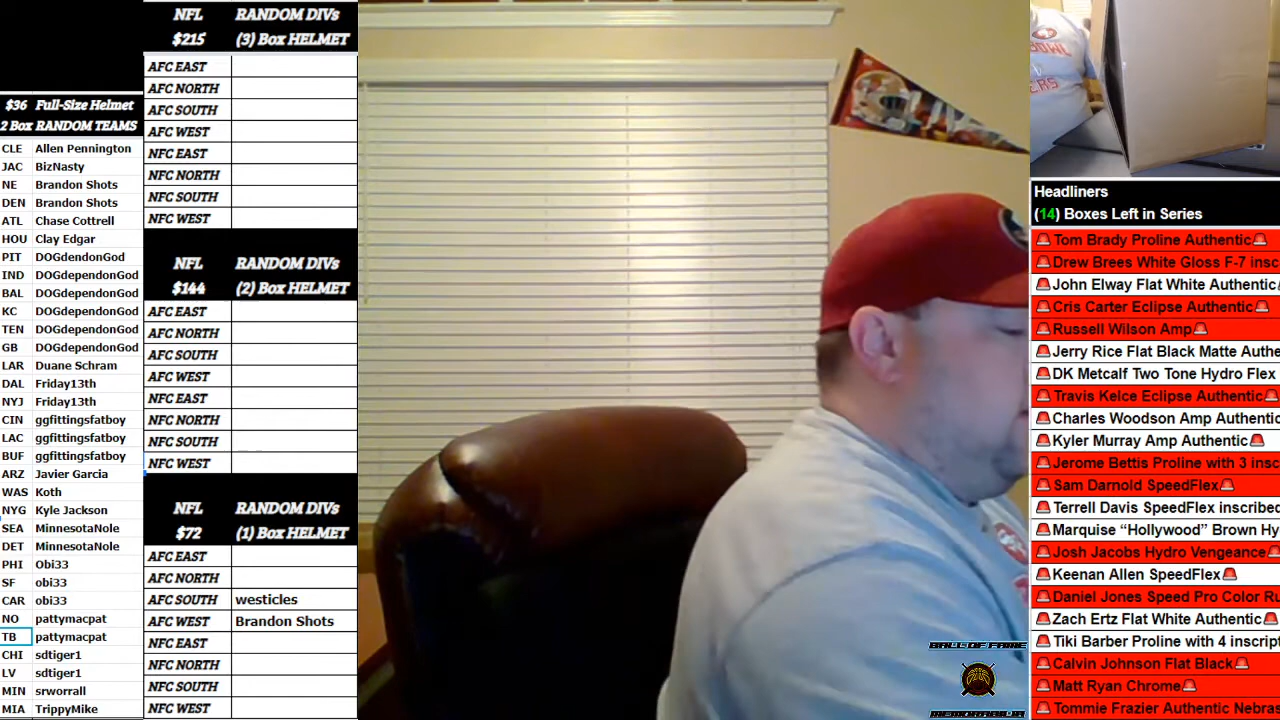 $36 Full-Size Helmet
2 Box RANDOM TEAMS
CLE Allen Pennington
JAC BizNasty
NE Brandon Shots
DEN Brandon Shots
ATL Chase Cottrell
HOU Clay Edgar
PIT DOGdendonGod
IND DOGdependonGod
BAL DOGdependonGod
KC DOGdependonGod
TEN DOGdependonGod
GB DOGdependonGod
LAR Duane Schram
DAL Friday13th
NYJ Friday13th
CIN ggfittingsfatboy
LAC ggfittingsfatboy
BUF ggfittingsfatboy
ARZ Javier Garcia
WAS Koth
NYG Kyle Jackson
SEA MinnesotaNole
DET MinnesotaNole
PHI Obi33
SF obi33
CAR obi33
NO pattymacpat
TB pattymacpat
CHI sdtiger1
LV sdtiger1
MIN srworrall
MIA TrippyMike
NFL RANDOM DIVs
$215 (3) Box HELMET
AFC EAST
AFC NORTH
AFC SOUTH
AFC WEST
NFC EAST
NFC NORTH
NFC SOUTH
NFC WEST
NFL RANDOM DIVs
$144 (2) Box HELMET
AFC EAST
AFC NORTH
AFC SOUTH
AFC WEST
NFC EAST
NFC NORTH
NFC SOUTH
NFC WEST
NFL RANDOM DIVs
$72 (1) Box HELMET
AFC EAST
AFC NORTH
AFC SOUTH westicles
AFC WEST Brandon Shots
NFC EAST
NFC NORTH
NFC SOUTH
NFC WEST
BALLS OF FAME
MEMORABILIA
Headliners
(14) Boxes Left in Series
🚨Tom Brady Proline Authentic🚨
🚨Drew Brees White Gloss F-7 insc
🚨John Elway Flat White Authentic
🚨Cris Carter Eclipse Authentic🚨
🚨Russell Wilson Amp🚨
🚨Jerry Rice Flat Black Matte Authe
🚨DK Metcalf Two Tone Hydro Flex
🚨Travis Kelce Eclipse Authentic🚨
🚨Charles Woodson Amp Authentic
🚨Kyler Murray Amp Authentic🚨
🚨Jerome Bettis Proline with 3 insc
🚨Sam Darnold SpeedFlex🚨
🚨Terrell Davis SpeedFlex inscribed
🚨Marquise “Hollywood” Brown Hy
🚨Josh Jacobs Hydro Vengeance🚨
🚨Keenan Allen SpeedFlex🚨
🚨Daniel Jones Speed Pro Color Ru
🚨Zach Ertz Flat White Authentic🚨
🚨Tiki Barber Proline with 4 inscript
🚨Calvin Johnson Flat Black🚨
🚨Matt Ryan Chrome🚨
🚨Tommie Frazier Authentic Nebras